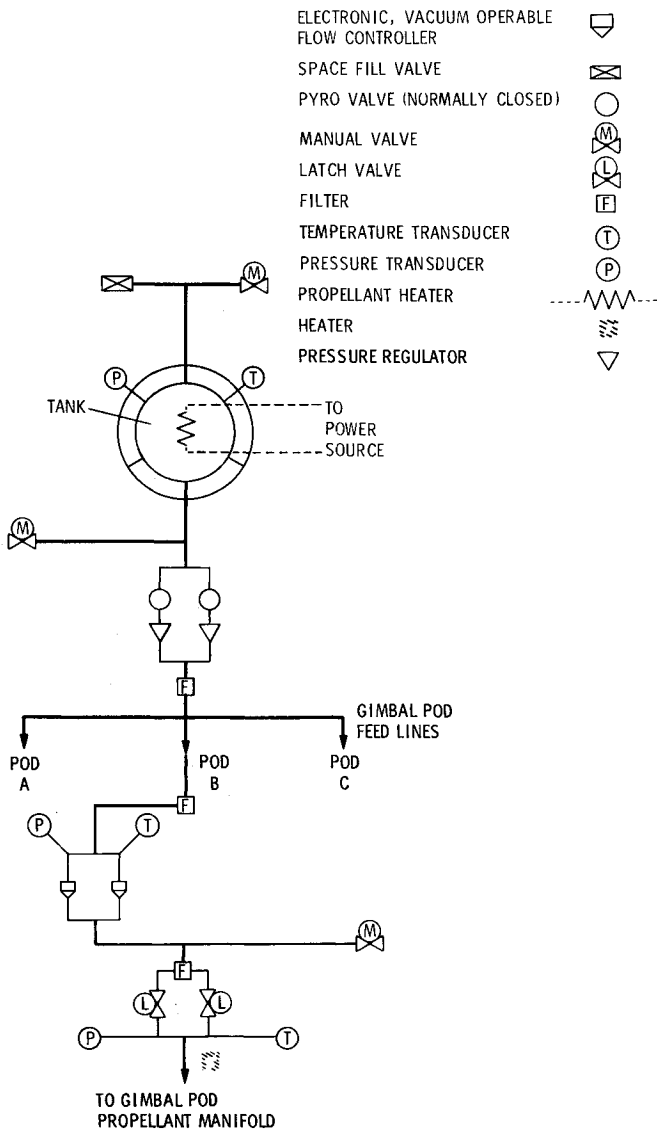 ELECTRONIC, VACUUM OPERABLE
FLOW CONTROLLER
SPACE FILL VALVE
PYRO VALVE (NORMALLY CLOSED)
MANUAL VALVE
M
LATCH VALVE
L
FILTER
F
TEMPERATURE TRANSDUCER
T
PRESSURE TRANSDUCER
P
PROPELLANT HEATER
HEATER
PRESSURE REGULATOR
M
P
T
TANK
TO
POWER
SOURCE
M
F
GIMBAL POD
FEED LINES
POD
A
POD
B
POD
C
F
P
T
M
F
L
L
P
T
TO GIMBAL POD
PROPELLANT MANIFOLD